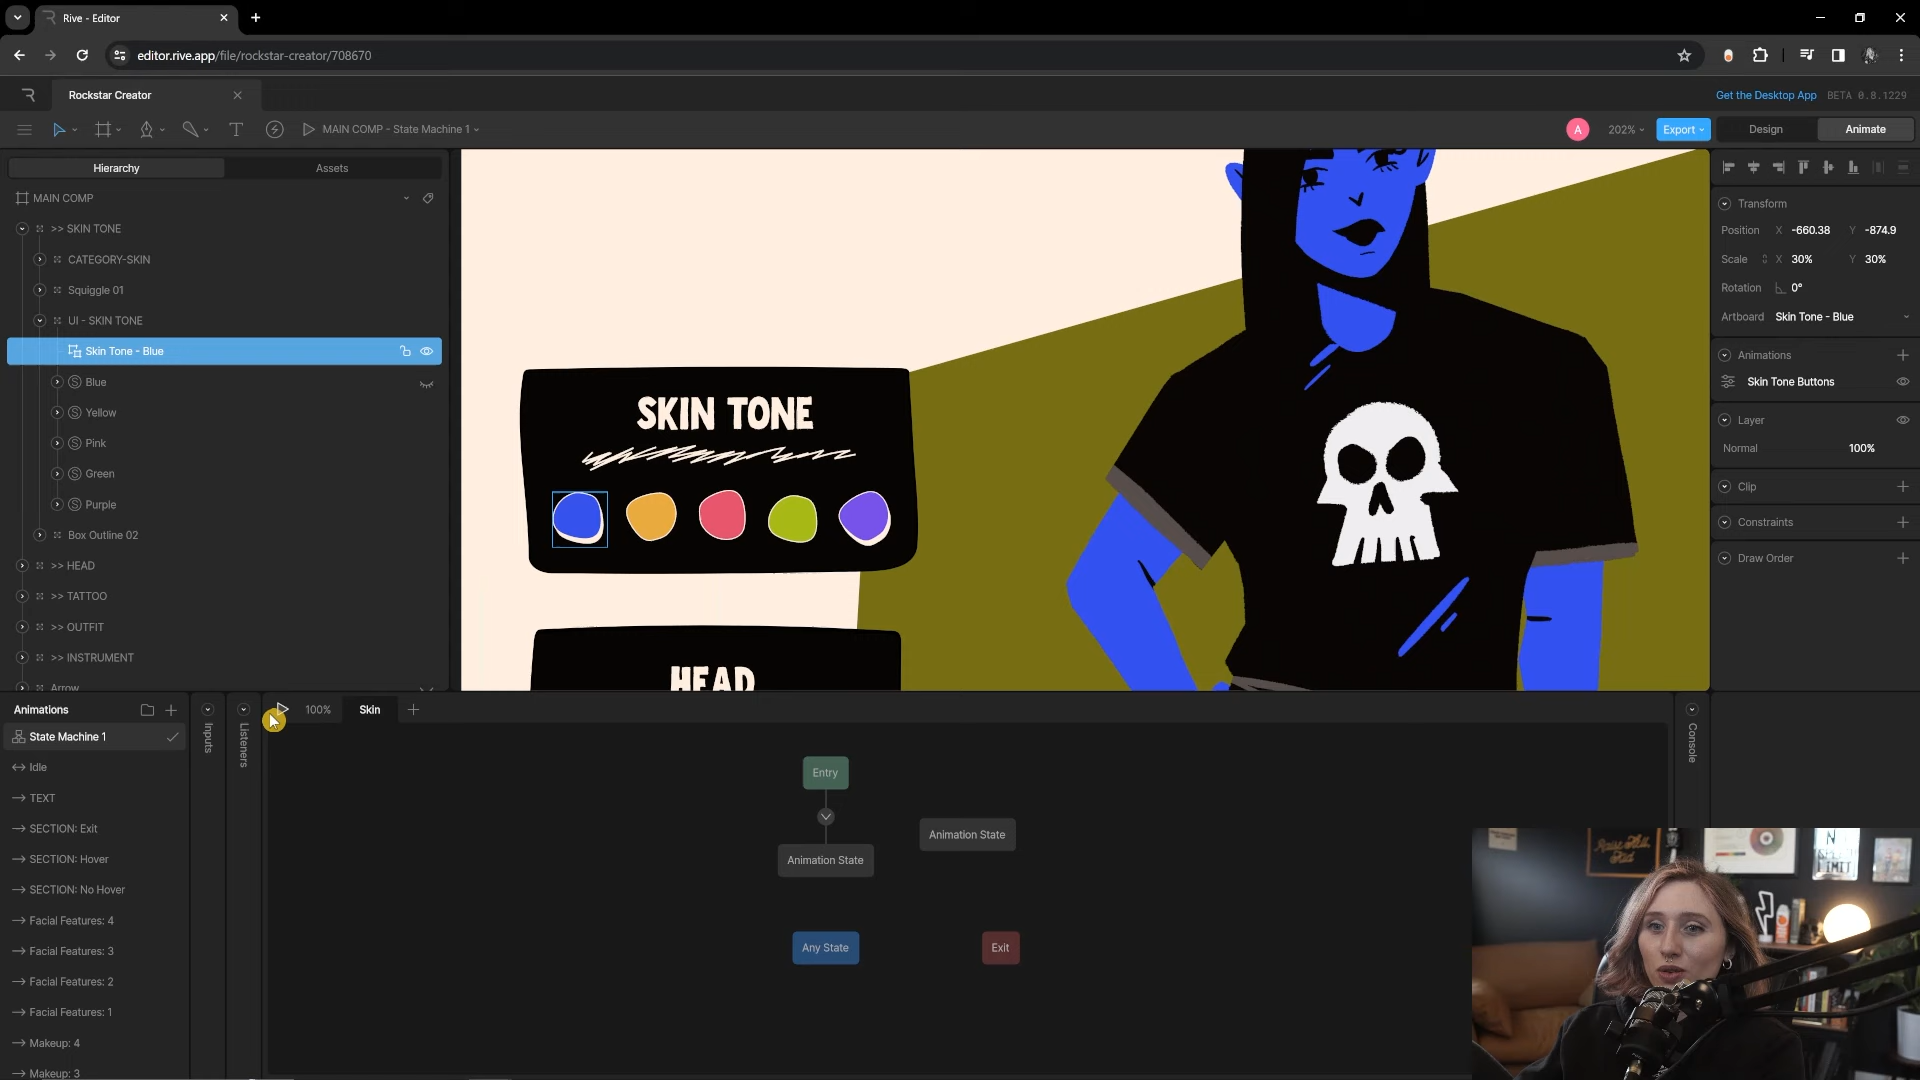 Rive - Editor
editor.rive.app/file/rockstar-creator/708670
Rockstar Creator
Get the Desktop App
BETA 0.8.1229
MAIN COMP - State Machine 1
A
202%
Export
Design
Animate
Hierarchy
Assets
MAIN COMP
>> SKIN TONE
CATEGORY-SKIN
Squiggle 01
UI - SKIN TONE
Skin Tone - Blue
Blue
Yellow
Pink
Green
Purple
Box Outline 02
>> HEAD
>> TATTOO
>> OUTFIT
>> INSTRUMENT
Arrow
SKIN TONE
HEAD
Transform
Position X -660.38 Y -874.9
Scale X 30% Y 30%
Rotation 0°
Artboard Skin Tone - Blue
Animations
Skin Tone Buttons
Layer
Normal 100%
Clip
Constraints
Draw Order
Animations
State Machine 1
Idle
TEXT
SECTION: Exit
SECTION: Hover
SECTION: No Hover
Facial Features: 4
Facial Features: 3
Facial Features: 2
Facial Features: 1
Makeup: 4
Makeup: 3
Inputs
Listeners
100%
Skin
Entry
Animation State
Animation State
Any State
Exit
Console